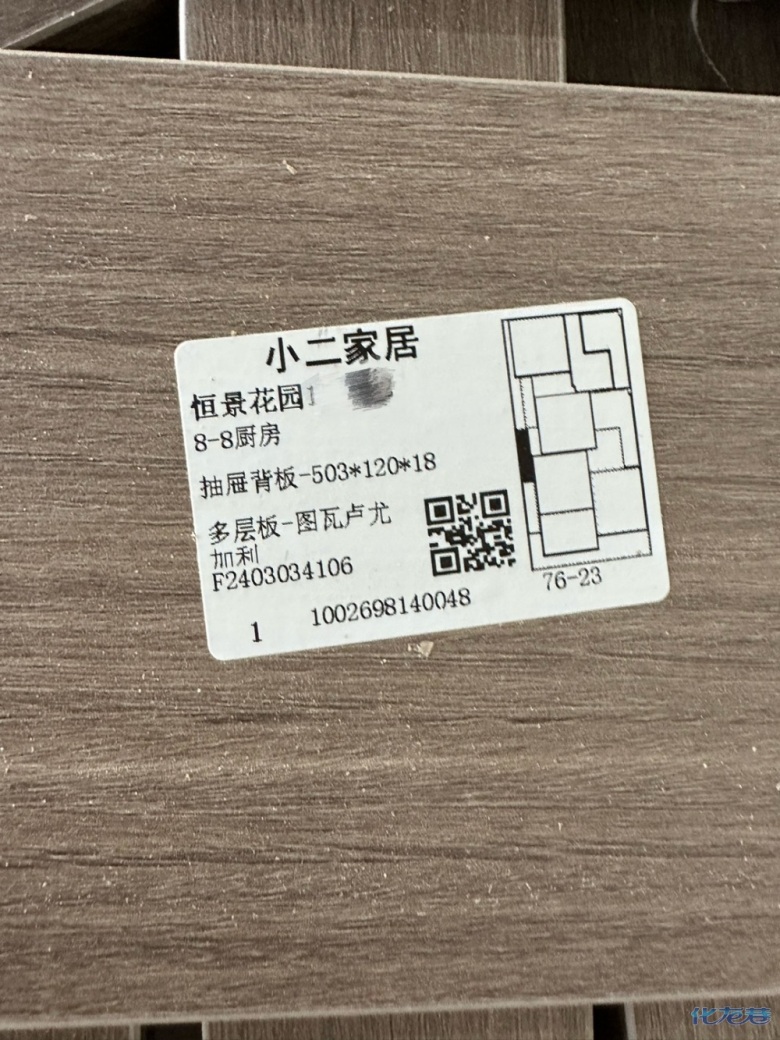 小二家居
恒景花园1
8-8厨房
抽屉背板-503*120*18
多层板-图瓦卢尤
加利
F2403034106
1 1002698140048
76-23